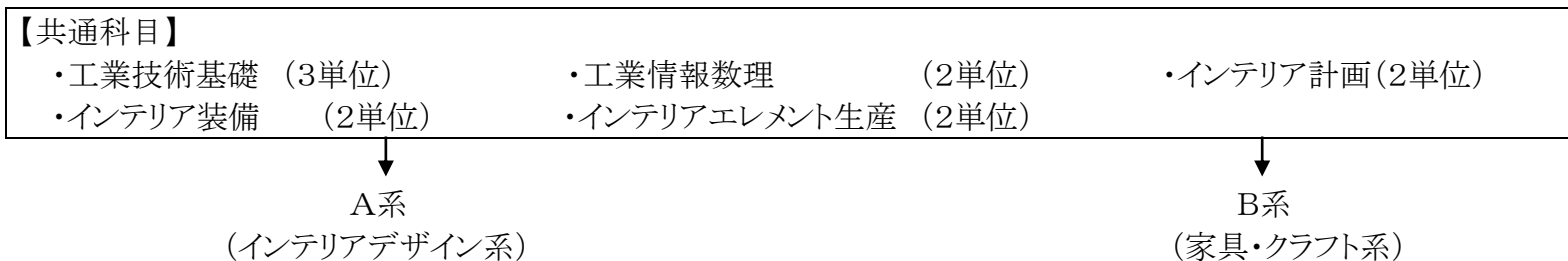 【共通科目】
・工業技術基礎 (3単位) ・工業情報数理 (2単位) ・インテリア計画(2単位)
・インテリア装備 (2単位) ・インテリアエレメント生産 (2単位)
A系 B系
(インテリアデザイン系) (家具・クラフト系)